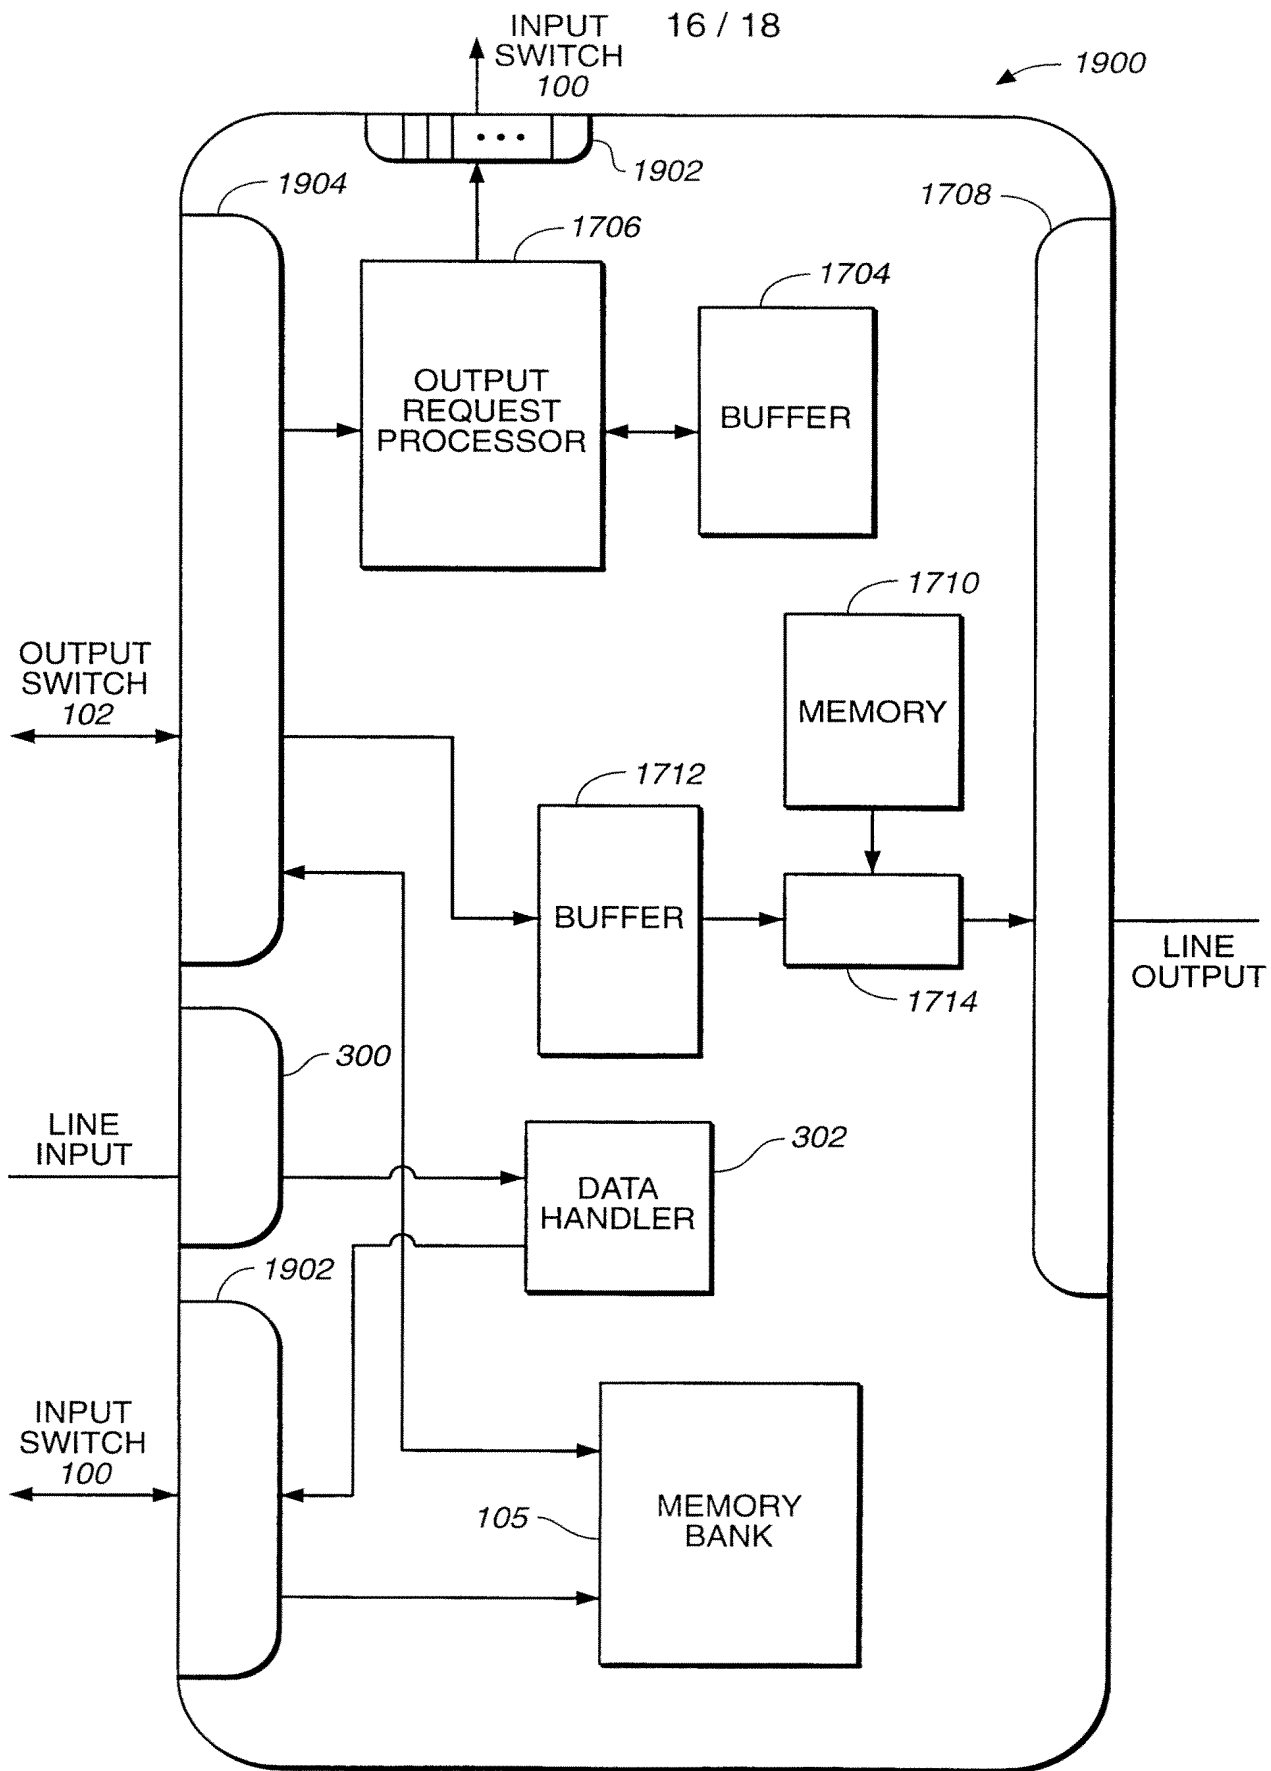 16 / 18
INPUT
SWITCH
100
1900
1902
1904
1706
1708
1704
OUTPUT
REQUEST
PROCESSOR
BUFFER
1710
OUTPUT
SWITCH
102
MEMORY
1712
BUFFER
1714
LINE
OUTPUT
300
LINE
INPUT
302
DATA
HANDLER
1902
INPUT
SWITCH
100
105
MEMORY
BANK